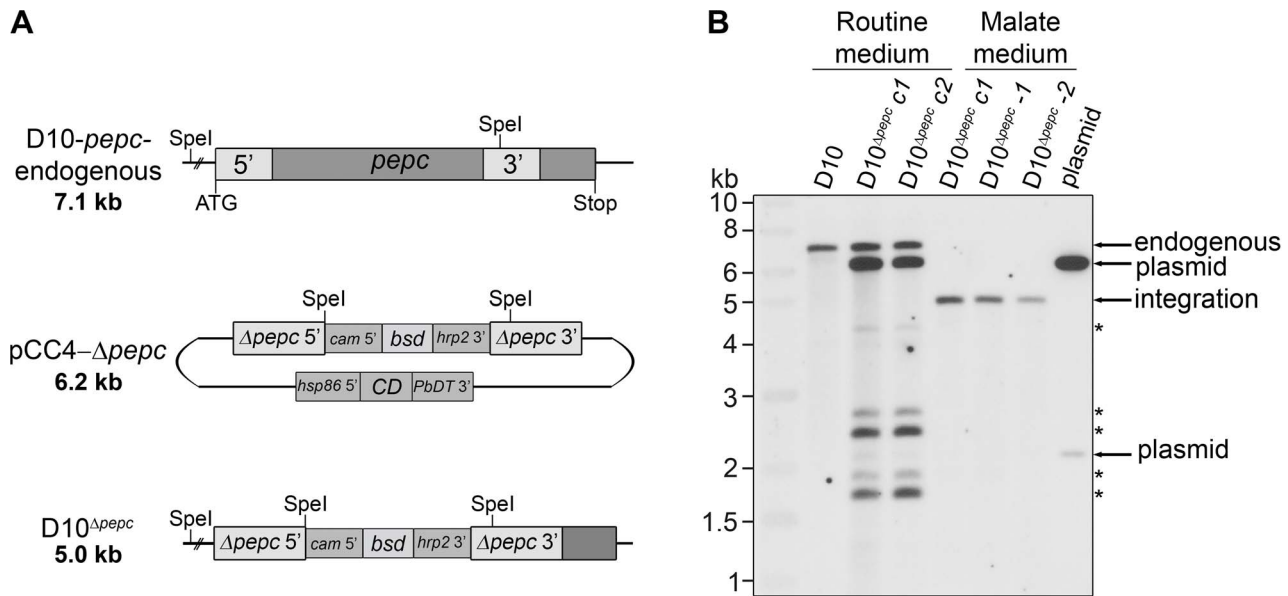 A
D10-pepc-
endogenous
7.1 kb
SpeI
SpeI
5’
pepc
3’
ATG
Stop
pCC4–Δpepc
6.2 kb
SpeI
SpeI
Δpepc 5’
cam 5’
bsd
hrp2 3’
Δpepc 3’
hsp86 5’
CD
PbDT 3’
D10Δpepc
5.0 kb
SpeI
SpeI
SpeI
Δpepc 5’
cam 5’
bsd
hrp2 3’
Δpepc 3’
B
Routine
medium
Malate
medium
D10
D10Δpepc c1
D10Δpepc c2
D10Δpepc c1
D10Δpepc -1
D10Δpepc -2
plasmid
kb
10
8
6
5
4
3
2
1.5
1
endogenous
plasmid
integration
*
*
*
plasmid
*
*